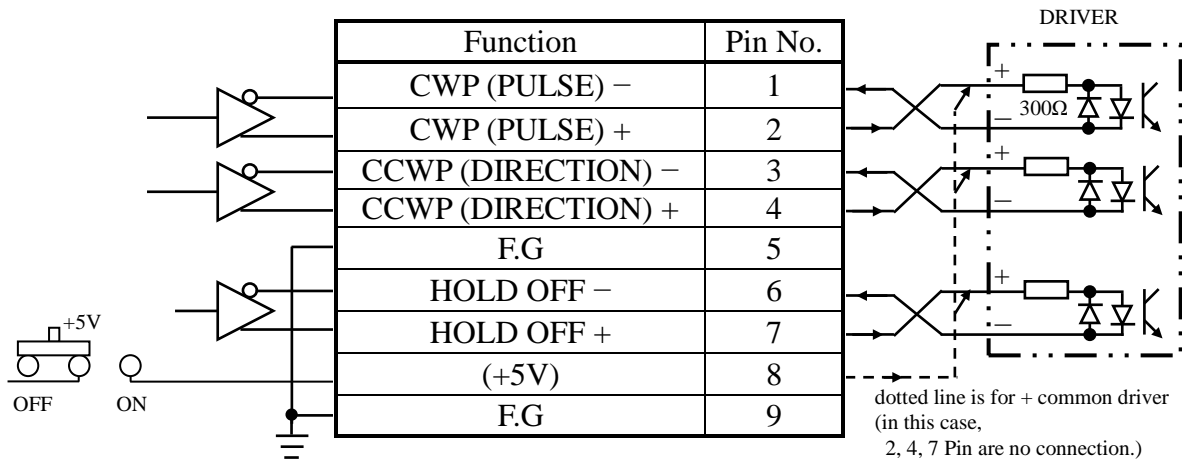 DRIVER
Function Pin No.
CWP (PULSE) − 1
CWP (PULSE) + 2
CCWP (DIRECTION) − 3
CCWP (DIRECTION) + 4
F.G 5
HOLD OFF − 6
HOLD OFF + 7
(+5V) 8
F.G 9
+5V
OFF ON
+
300Ω
−
+
−
+
−
dotted line is for + common driver
(in this case,
2, 4, 7 Pin are no connection.)